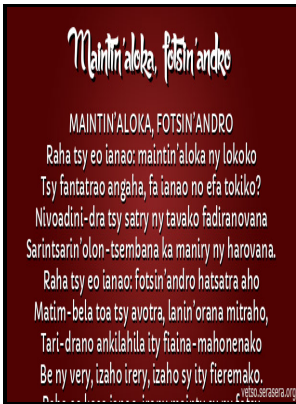 Maintin'aloka, fotsin'andro
MAINTIN'ALOKA, FOTSIN'ANDRO
Raha tsy eo ianao: maintin'aloka ny lokoko
Tsy fantatrao angaha, fa ianao no efa tokiko?
Nivoadini-dra tsy satry ny tavako fadiranovana
Sarintsarin'olon-tsembana ka maniry ny harovana.
Raha tsy eo ianao: fotsin'andro hatsatra aho
Matim-bela toa tsy avotra, lanin'orana mitraho,
Tari-drano ankilahila ity fiaina-mahonenako
Be ny very, izaho irery, izaho sy ity fieremako.
vetso.serasera.org